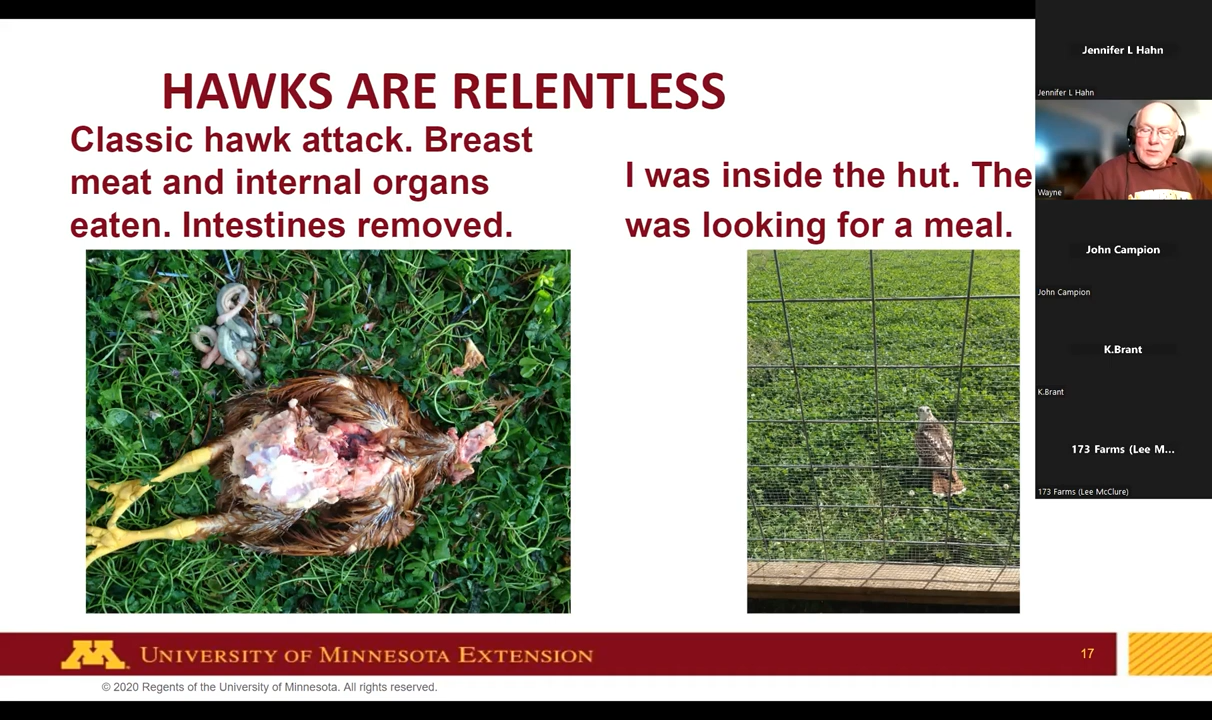 HAWKS ARE RELENTLESS
Classic hawk attack. Breast
meat and internal organs
eaten. Intestines removed.
I was inside the hut. The
was looking for a meal.
UNIVERSITY OF MINNESOTA EXTENSION
17
© 2020 Regents of the University of Minnesota. All rights reserved.
Jennifer L Hahn
Jennifer L Hahn
Wayne
John Campion
John Campion
K.Brant
K.Brant
173 Farms (Lee M...
173 Farms (Lee McClure)